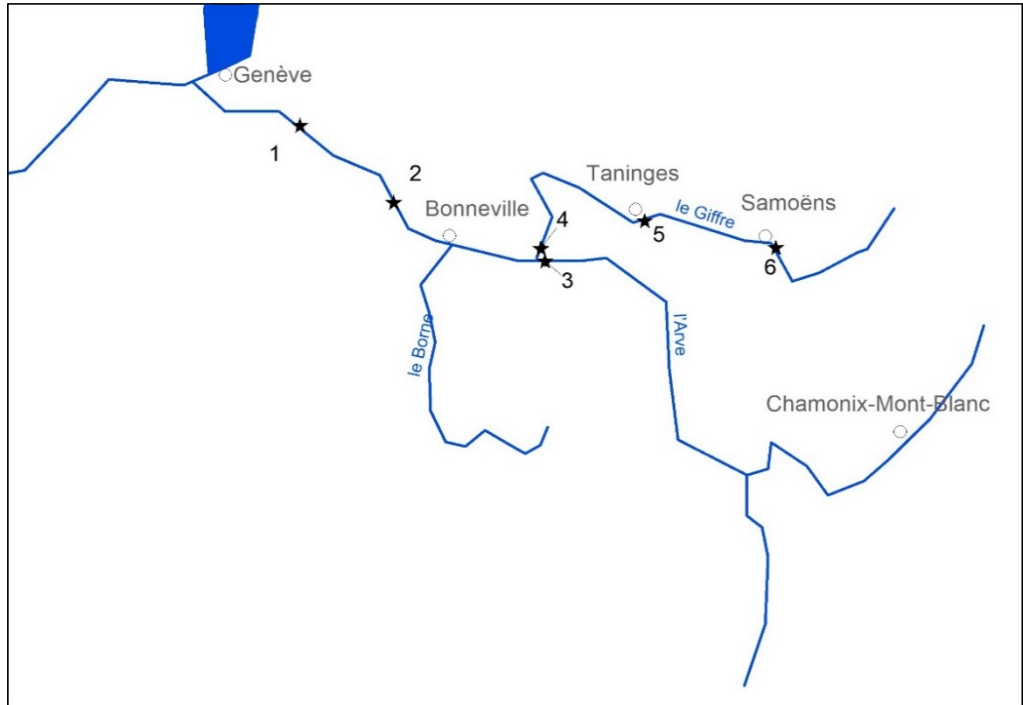 Genève
1
2
Taninges
Samoëns
le Giffre
Bonneville
4
5
6
3
l'Arve
le Borne
Chamonix-Mont-Blanc